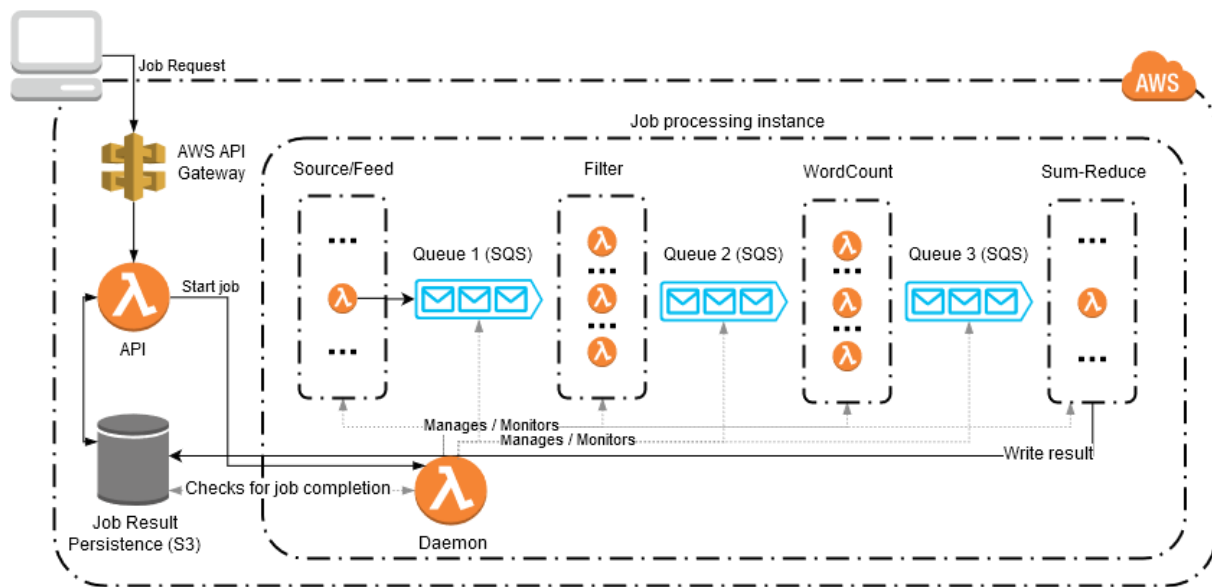 Job Request
AWS
Job processing instance
AWS API
Gateway
Source/Feed
Filter
WordCount
Sum-Reduce
Queue 1 (SQS)
Queue 2 (SQS)
Queue 3 (SQS)
Start job
API
Manages / Monitors
Manages / Monitors
Write result
Checks for job completion
Job Result
Persistence (S3)
Daemon